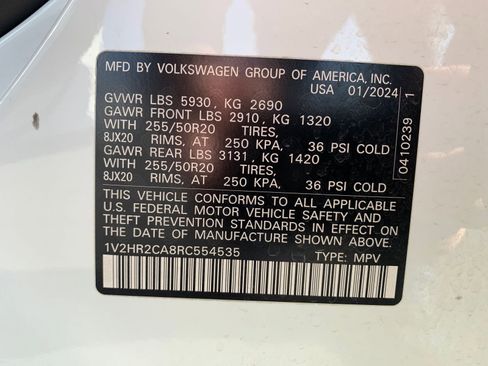 MFD BY VOLKSWAGEN GROUP OF AMERICA, INC.
USA 01/2024
GVWR LBS 5930, KG 2690
GAWR FRONT LBS 2910, KG 1320
WITH 255/50R20 TIRES,
8JX20 RIMS, AT 250 KPA, 36 PSI COLD
GAWR REAR LBS 3131, KG 1420
WITH 255/50R20 TIRES,
8JX20 RIMS, AT 250 KPA, 36 PSI COLD
THIS VEHICLE CONFORMS TO ALL APPLICABLE
U.S. FEDERAL MOTOR VEHICLE SAFETY AND
THEFT PREVENTION STANDARDS IN EFFECT ON
THE DATE OF MANUFACTURE SHOWN ABOVE.
1V2HR2CA8RC554535
TYPE: MPV
0410239 1